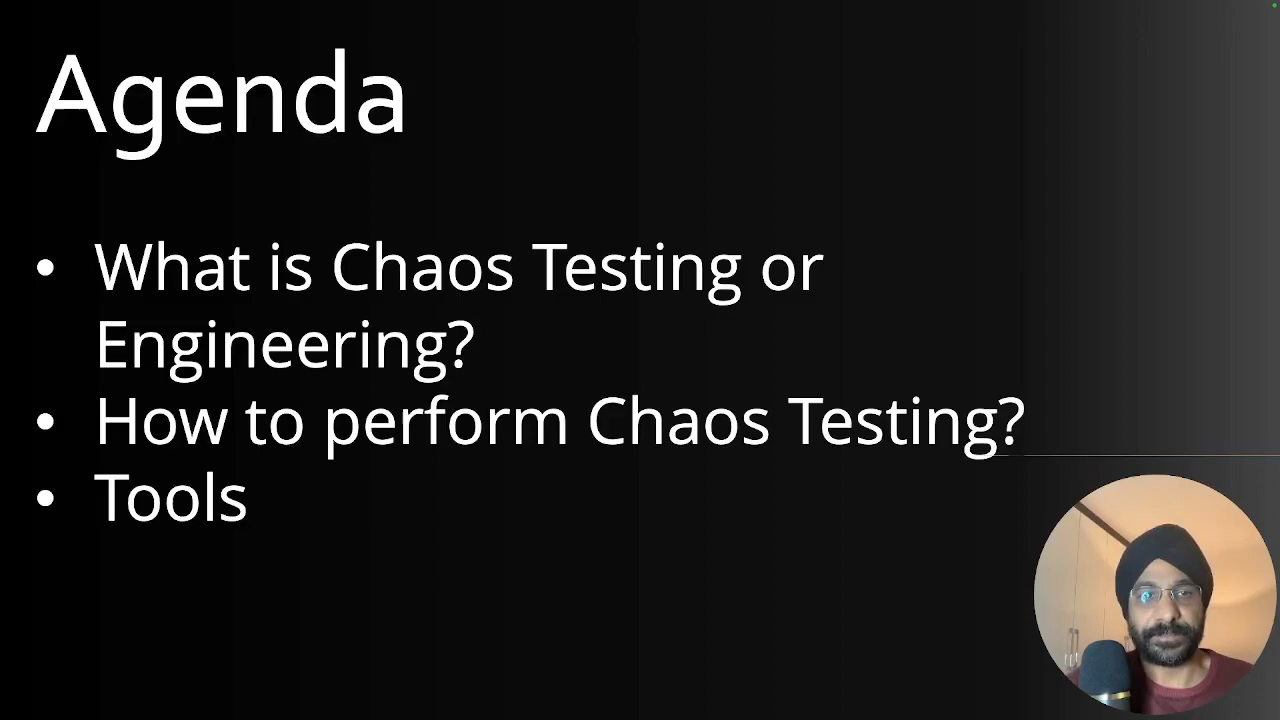 Agenda
• What is Chaos Testing or
Engineering?
• How to perform Chaos Testing?
• Tools